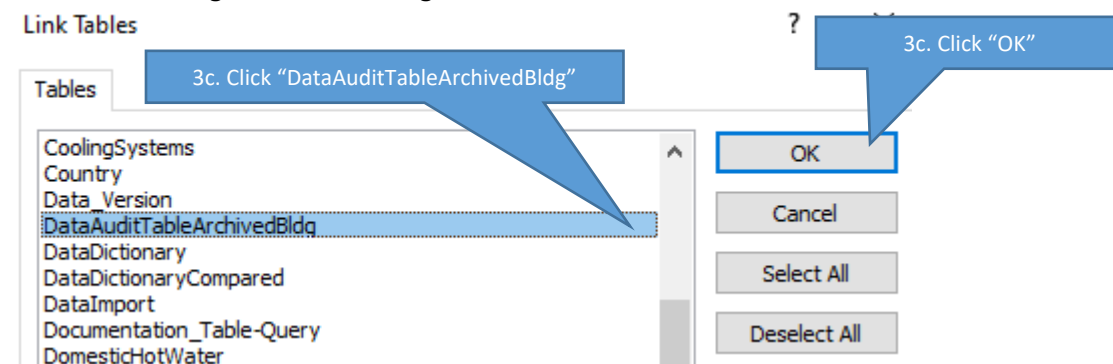 Link Tables
?
3c. Click “OK”
3c. Click “DataAuditTableArchivedBldg”
Tables
CoolingSystems
Country
Data_Version
DataAuditTableArchivedBldg
DataDictionary
DataDictionaryCompared
DataImport
Documentation_Table-Query
DomesticHotWater
OK
Cancel
Select All
Deselect All